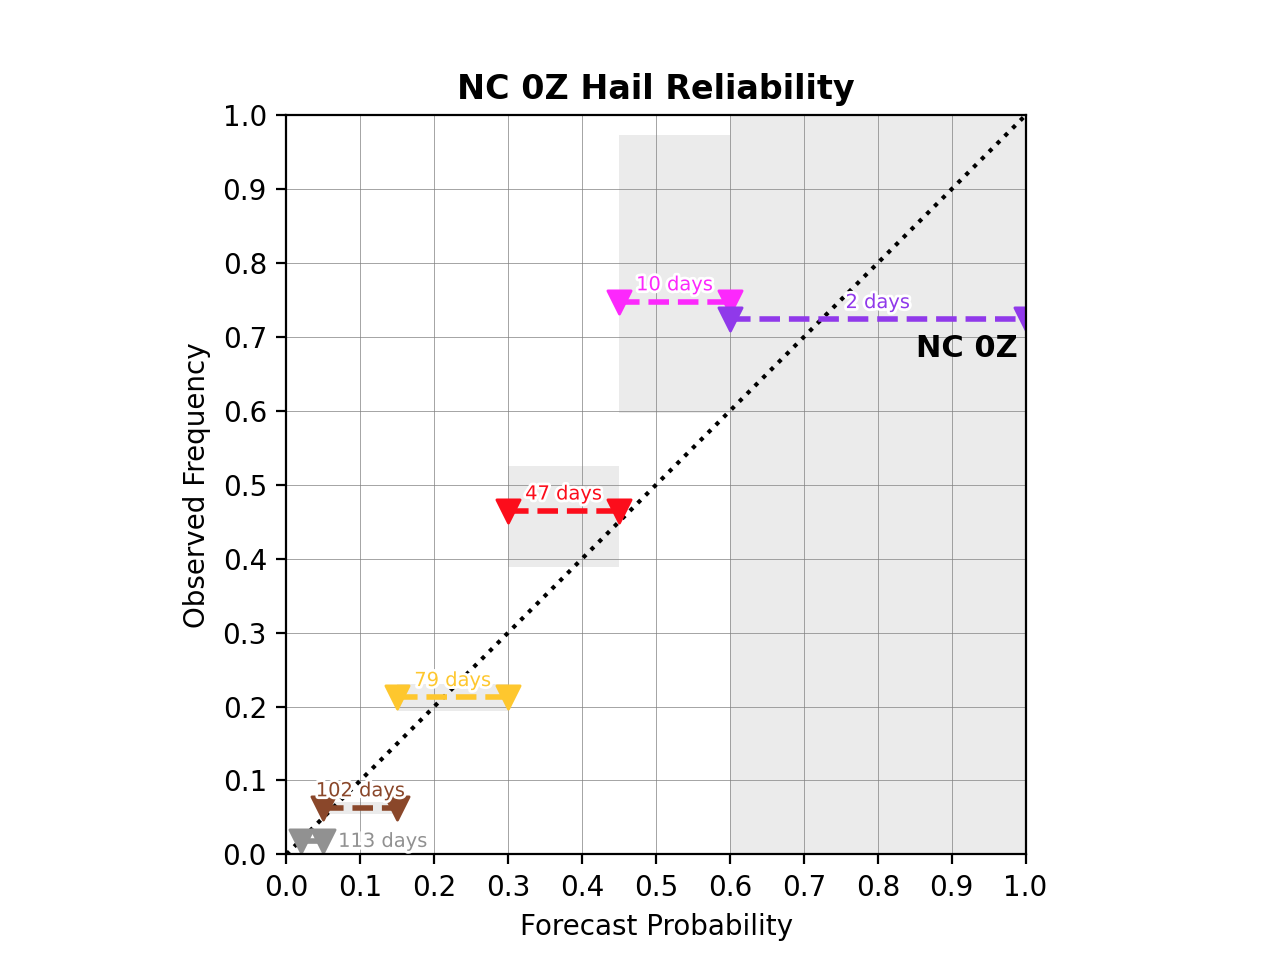 NC 0Z Hail Reliability
1.0
0.9
0.8
0.7
0.6
0.5
0.4
0.3
0.2
0.1
0.0
Observed Frequency
10 days
2 days
NC 0Z
47 days
79 days
102 days
113 days
0.0 0.1 0.2 0.3 0.4 0.5 0.6 0.7 0.8 0.9 1.0
Forecast Probability